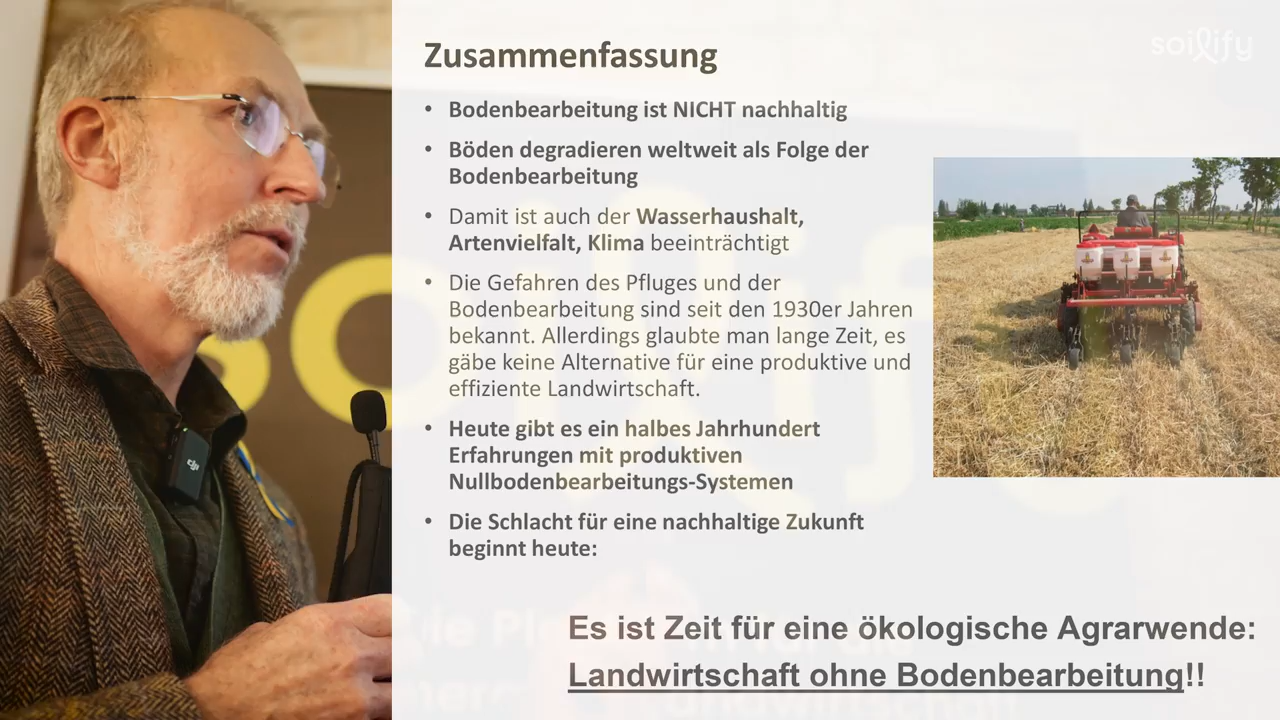 soilify
Zusammenfassung
• Bodenbearbeitung ist NICHT nachhaltig
• Böden degradieren weltweit als Folge der
Bodenbearbeitung
• Damit ist auch der Wasserhaushalt,
Artenvielfalt, Klima beeinträchtigt
• Die Gefahren des Pfluges und der
Bodenbearbeitung sind seit den 1930er Jahren
bekannt. Allerdings glaubte man lange Zeit, es
gäbe keine Alternative für eine produktive und
effiziente Landwirtschaft.
• Heute gibt es ein halbes Jahrhundert
Erfahrungen mit produktiven
Nullbodenbearbeitungs-Systemen
• Die Schlacht für eine nachhaltige Zukunft
beginnt heute:
Es ist Zeit für eine ökologische Agrarwende:
Landwirtschaft ohne Bodenbearbeitung!!
so
dji